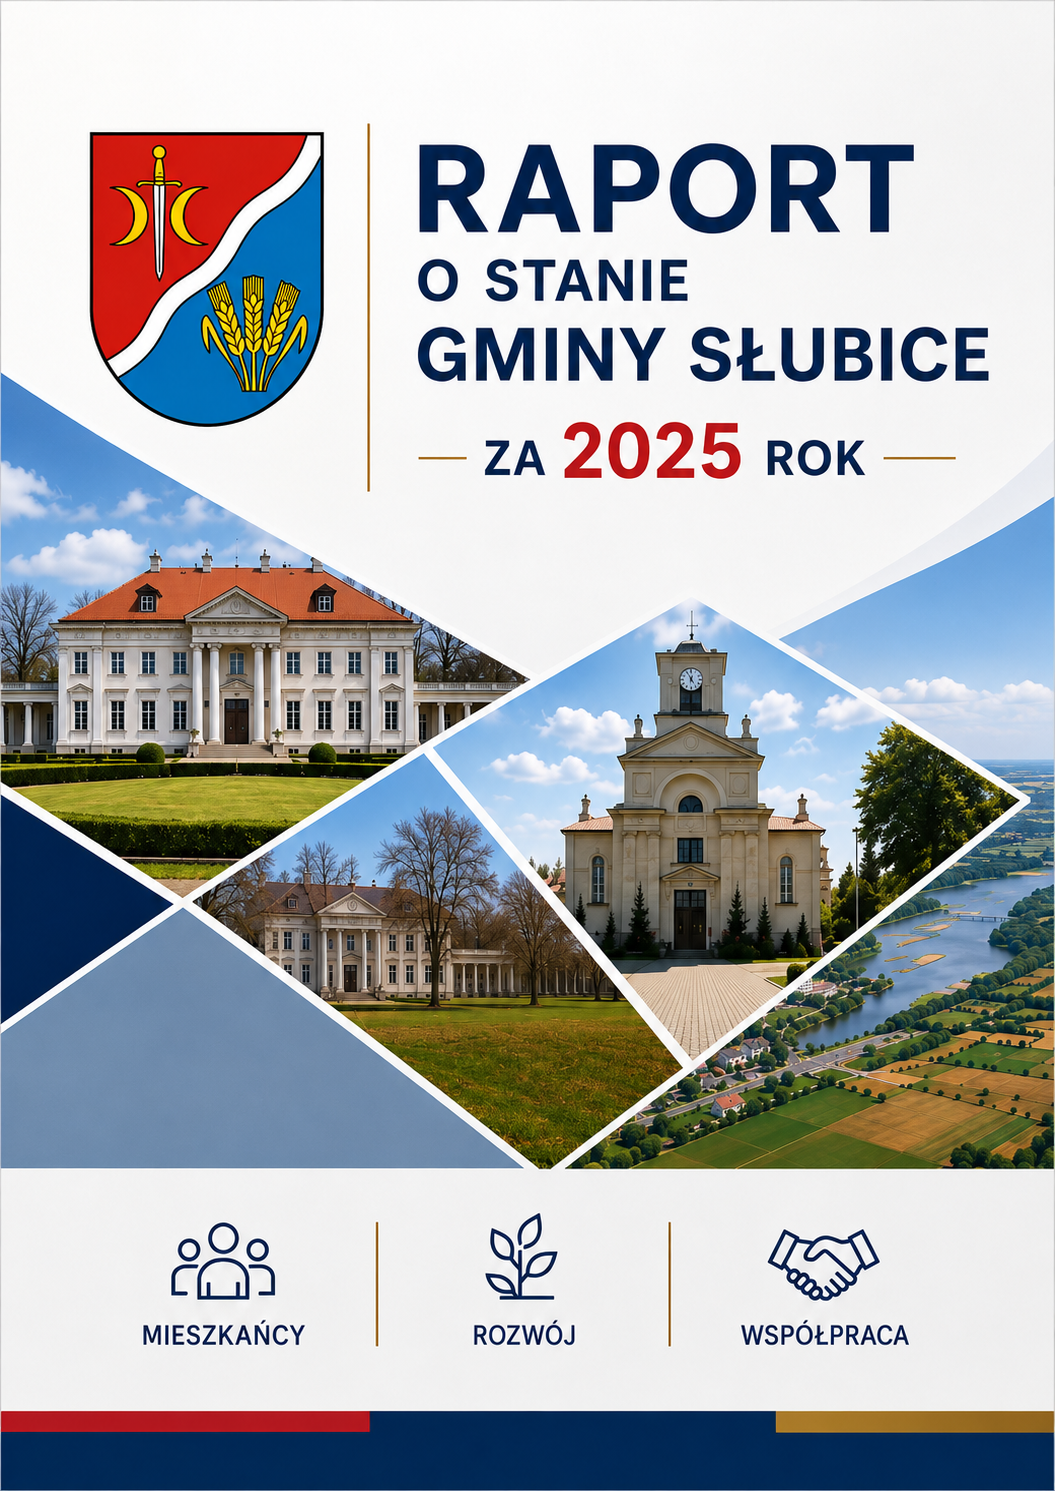 RAPORT
O STANIE
GMINY SŁUBICE
ZA 2025 ROK
MIESZKAŃCY
ROZWÓJ
WSPÓŁPRACA